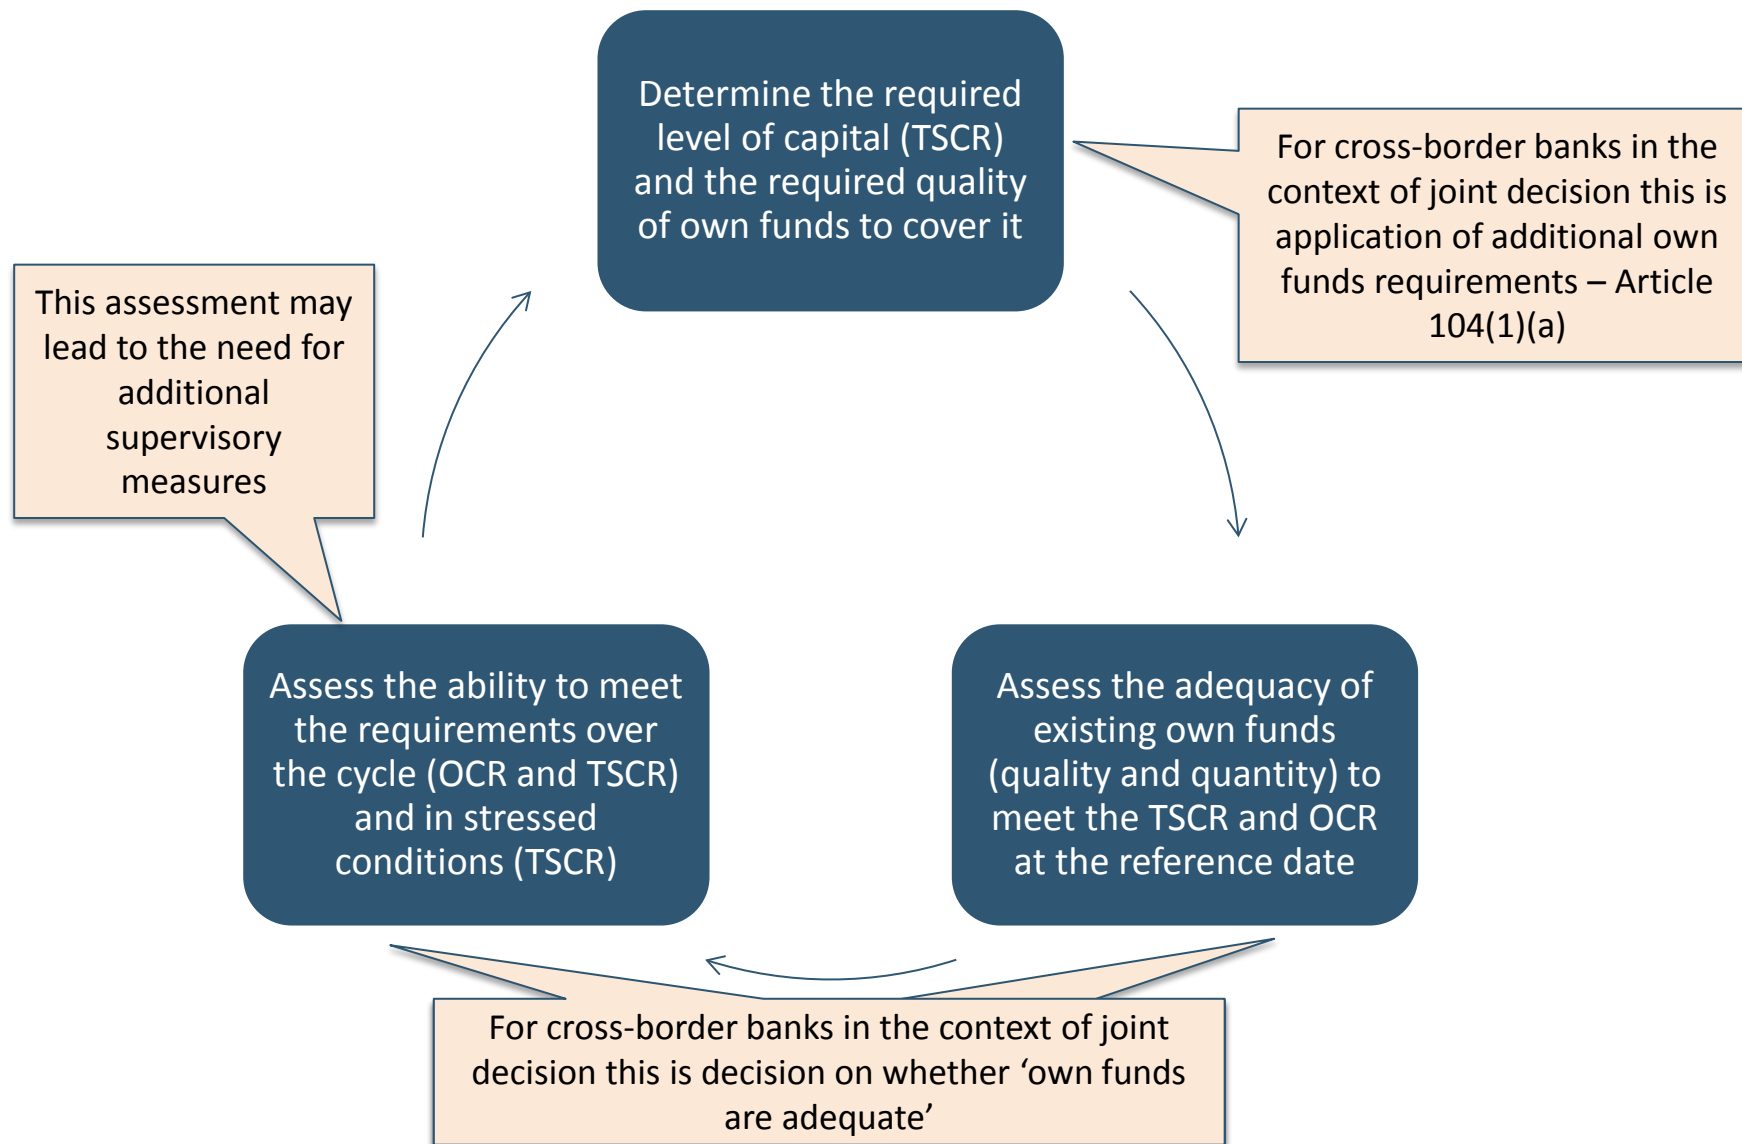 Determine the required
level of capital (TSCR)
and the required quality
of own funds to cover it
For cross-border banks in the
context of joint decision this is
application of additional own
funds requirements – Article
104(1)(a)
This assessment may
lead to the need for
additional
supervisory
measures
Assess the ability to meet
the requirements over
the cycle (OCR and TSCR)
and in stressed
conditions (TSCR)
Assess the adequacy of
existing own funds
(quality and quantity) to
meet the TSCR and OCR
at the reference date
For cross-border banks in the context of joint
decision this is decision on whether ‘own funds
are adequate’